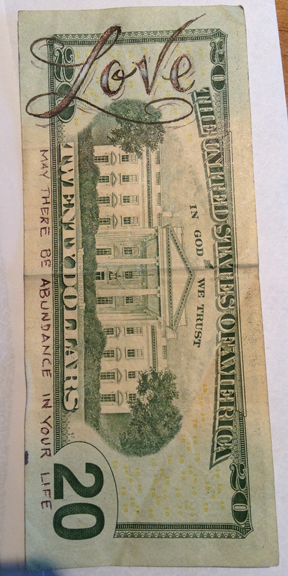 Love
20
THE UNITED STATES OF AMERICA
20
IN GOD WE TRUST
20
TWENTY DOLLARS
20
MAY THERE BE ABUNDANCE IN YOUR LIFE